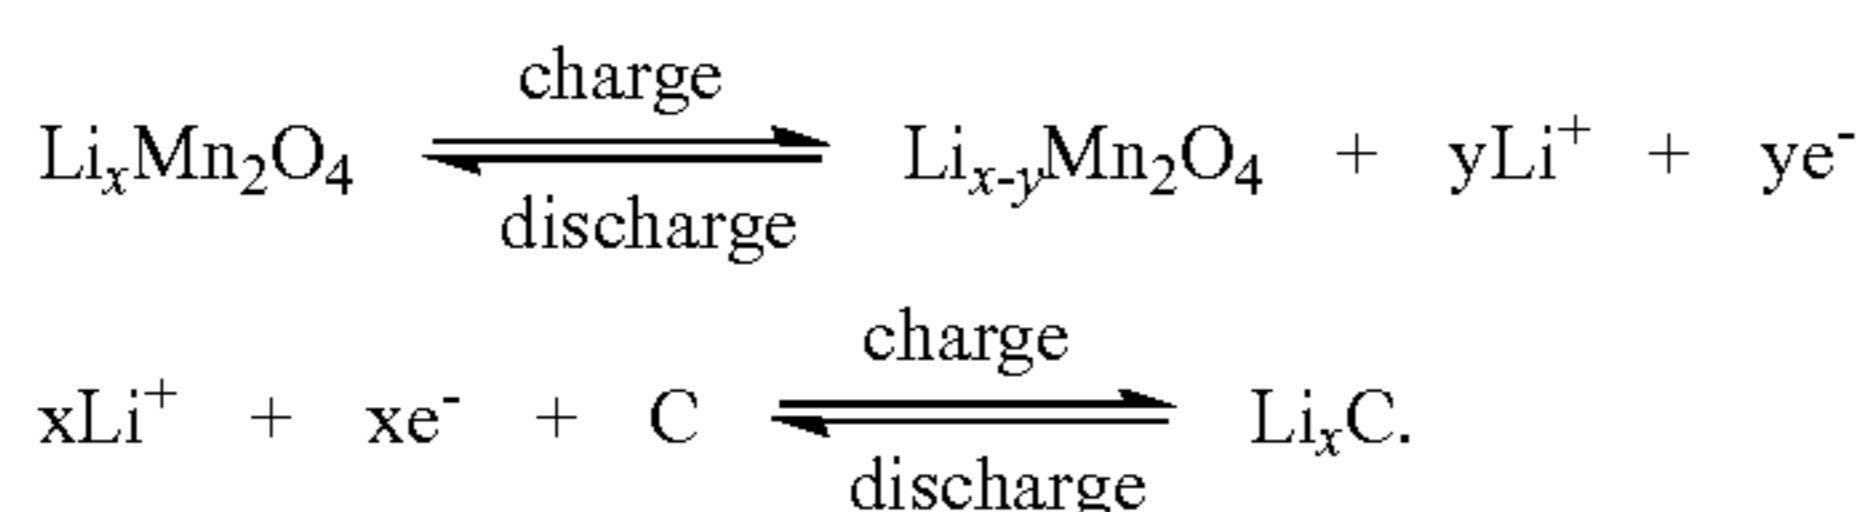 charge
LiₓMn₂O₄ ⇌ Liₓ₋yMn₂O₄ + yLi⁺ + ye⁻
discharge
charge
xLi⁺ + xe⁻ + C ⇌ LiₓC.
discharge